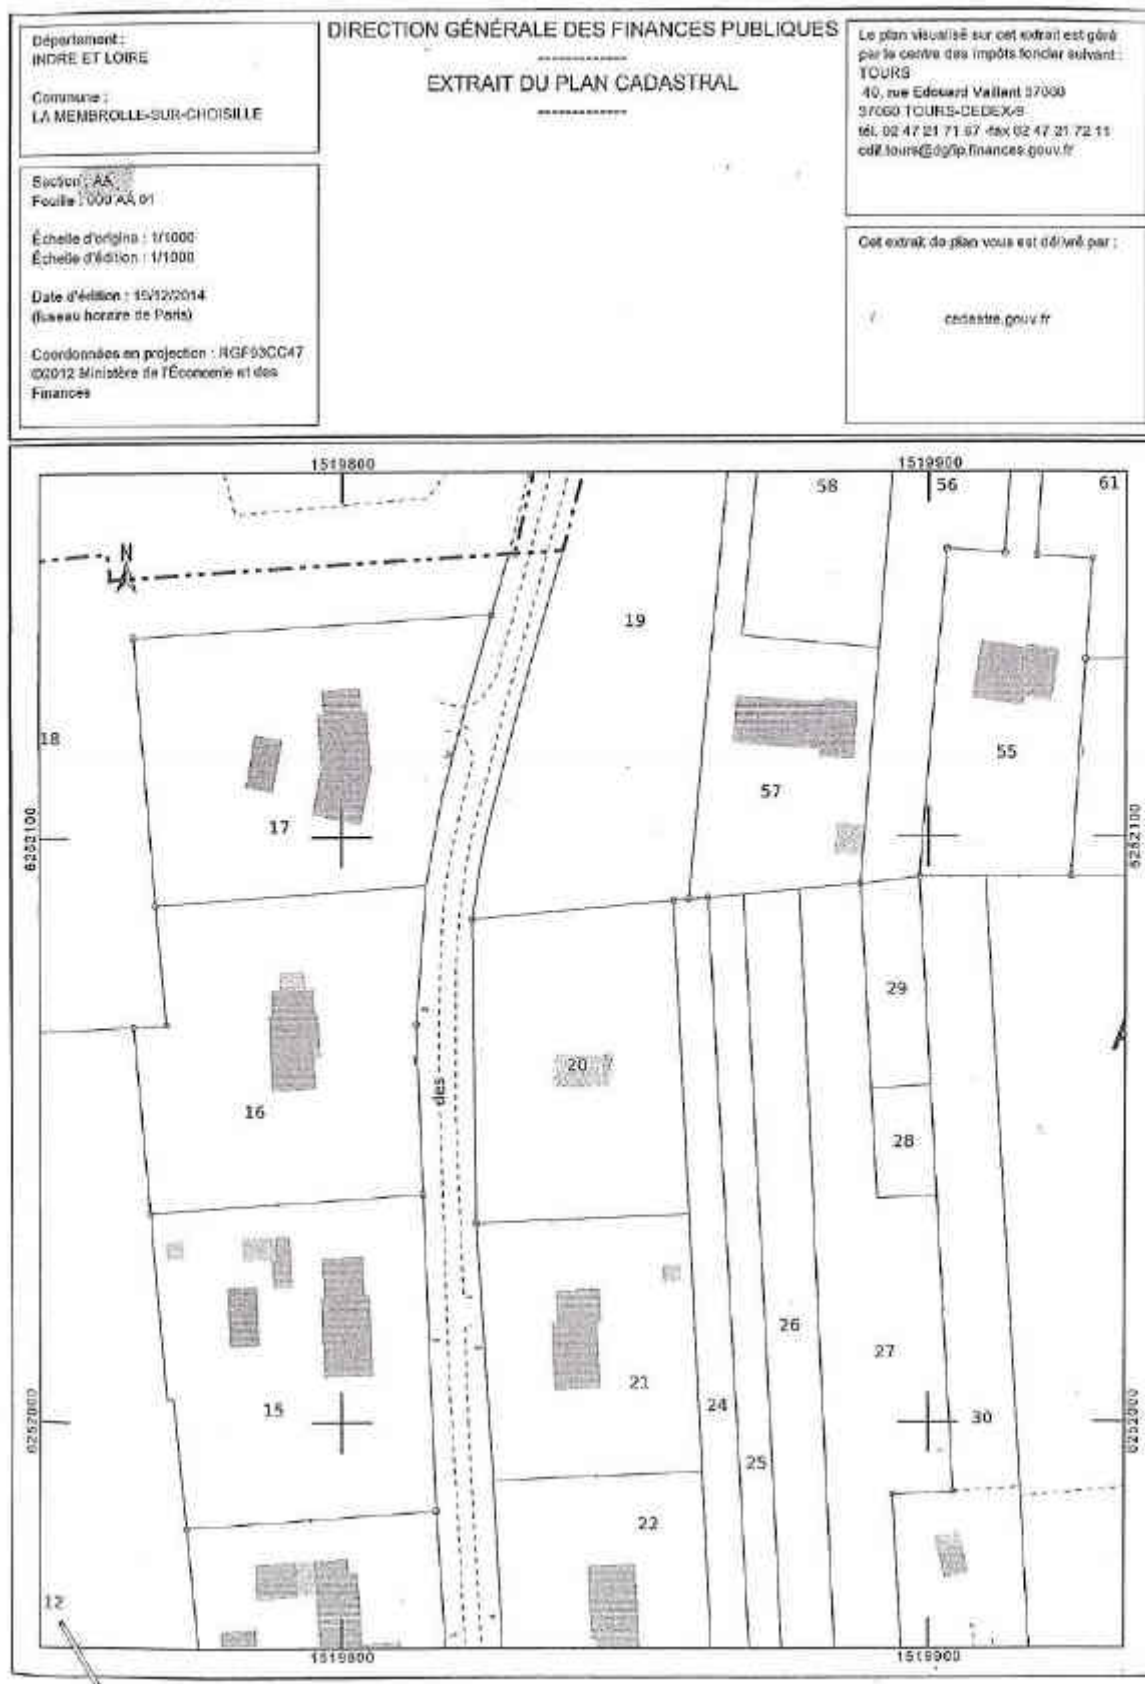 Département :
INDRE ET LOIRE
Commune :
LA MEMBROLLE-SUR-CHOISILLE
Section : AA
Feuille : 000 AA 01
Échelle d'origine : 1/1000
Échelle d'édition : 1/1000
Date d'édition : 19/12/2014
(fuseau horaire de Paris)
Coordonnées en projection : RGF93CC47
©2012 Ministère de l'Économie et des
Finances
DIRECTION GÉNÉRALE DES FINANCES PUBLIQUES
------------
EXTRAIT DU PLAN CADASTRAL
------------
Le plan visualisé sur cet extrait est géré
par le centre des impôts foncier suivant :
TOURS
40, rue Edouard Vaillant 37060
37060 TOURS-CEDEX-9
tél. 02 47 21 71 67 -fax 02 47 21 72 11
cdif.tours@dgfip.finances.gouv.fr
Cet extrait de plan vous est délivré par :
cadastre.gouv.fr
1519800
1519900
58
56
61
N
19
18
55
57
17
6252100
6252100
29
20
des
16
28
26
27
21
24
15
30
25
6252000
6252000
22
12
1519800
1519900